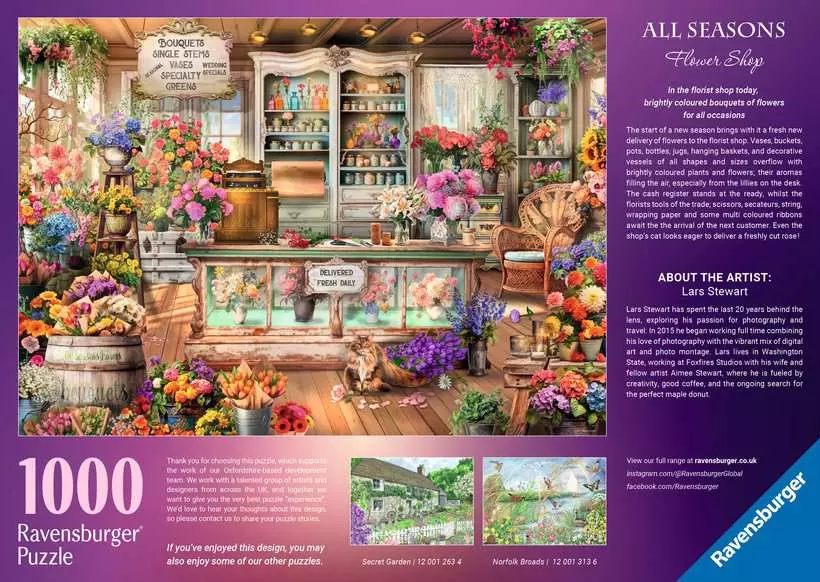 BOUQUETS
SINGLE STEMS
VASES
SEASONAL
WEDDING
SPECIALS
SPECIALTY
GREENS
DELIVERED
FRESH DAILY
Bouquets
ALL SEASONS
Flower Shop
In the florist shop today,
brightly coloured bouquets of flowers
for all occasions
The start of a new season brings with it a fresh new
delivery of flowers to the florist shop. Vases, buckets,
pots, bottles, jugs, hanging baskets, and decorative
vessels of all shapes and sizes overflow with
brightly coloured plants and flowers; their aromas
filling the air, especially from the lillies on the desk.
The cash register stands at the ready, whilst the
florists tools of the trade; scissors, secateurs, string,
wrapping paper and some multi coloured ribbons
await the the arrival of the next customer. Even the
shop's cat looks eager to deliver a freshly cut rose!
ABOUT THE ARTIST:
Lars Stewart
Lars Stewart has spent the last 20 years behind the
lens, exploring his passion for photography and
travel. In 2015 he began working full time combining
his love of photography with the vibrant mix of digital
art and photo montage. Lars lives in Washington
State, working at Foxfires Studios with his wife and
fellow artist Aimee Stewart, where he is fueled by
creativity, good coffee, and the ongoing search for
the perfect maple donut.
1000
Ravensburger®
Puzzle
Thank you for choosing this puzzle, which supports
the work of our Oxfordshire-based development
team. We work with a talented group of artists and
designers from across the UK, and together we
want to give you the very best puzzle "experience".
We'd love to hear your thoughts about this design,
so please contact us to share your puzzle stories.
If you've enjoyed this design, you may
also enjoy some of our other puzzles.
Secret Garden | 12 001 263 4
Norfolk Broads | 12 001 313 6
View our full range at ravensburger.co.uk
instagram.com/@RavensburgerGlobal
facebook.com/Ravensburger
Ravensburger